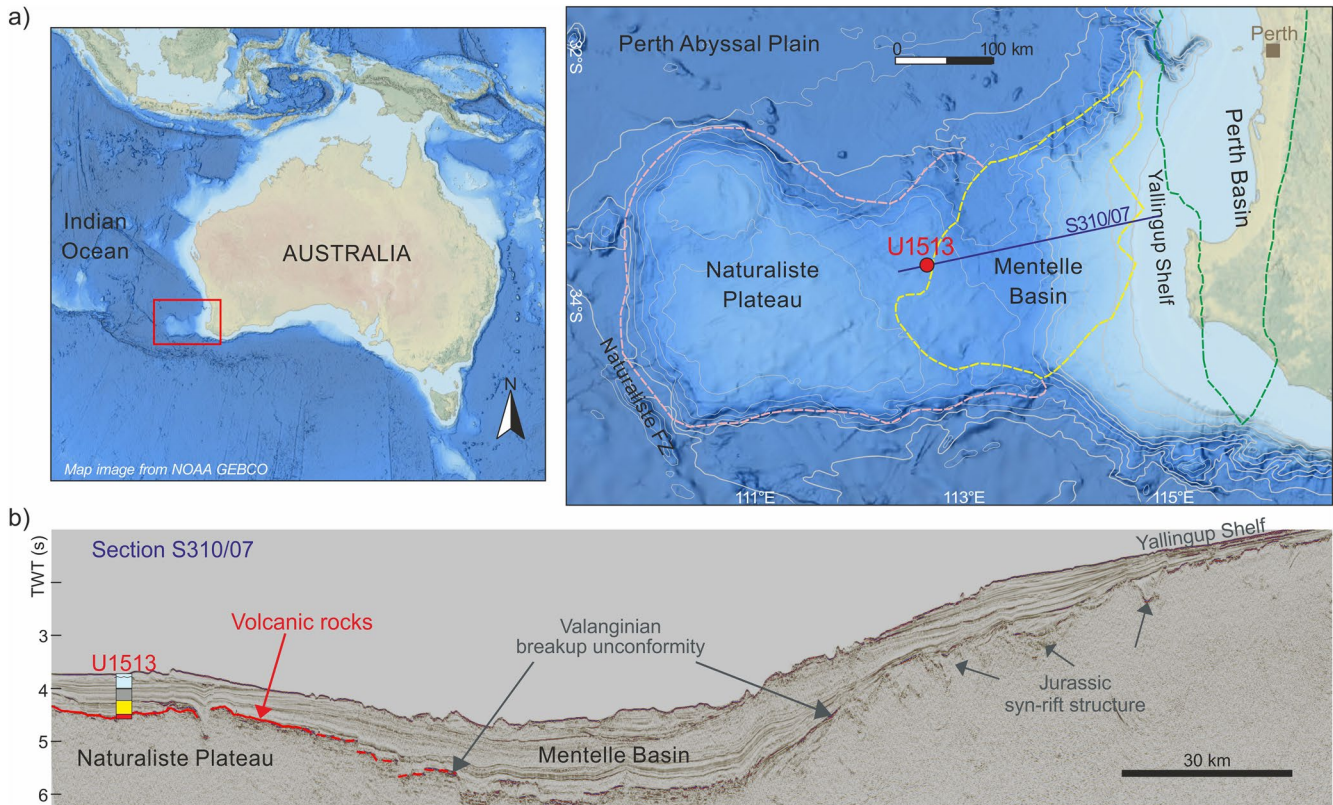 a)
Indian
Ocean
AUSTRALIA
N
Map image from NOAA GEBCO
32°S
34°S
Perth Abyssal Plain
0
100 km
Perth
Perth Basin
Yallingup Shelf
S310/07
U1513
Naturaliste
Plateau
Mentelle
Basin
Naturaliste FZ
111°E
113°E
115°E
b)
TWT (s)
3
4
5
6
Section S310/07
Yallingup Shelf
Volcanic rocks
Valanginian
breakup unconformity
U1513
Jurassic
syn-rift structure
Naturaliste Plateau
Mentelle Basin
30 km